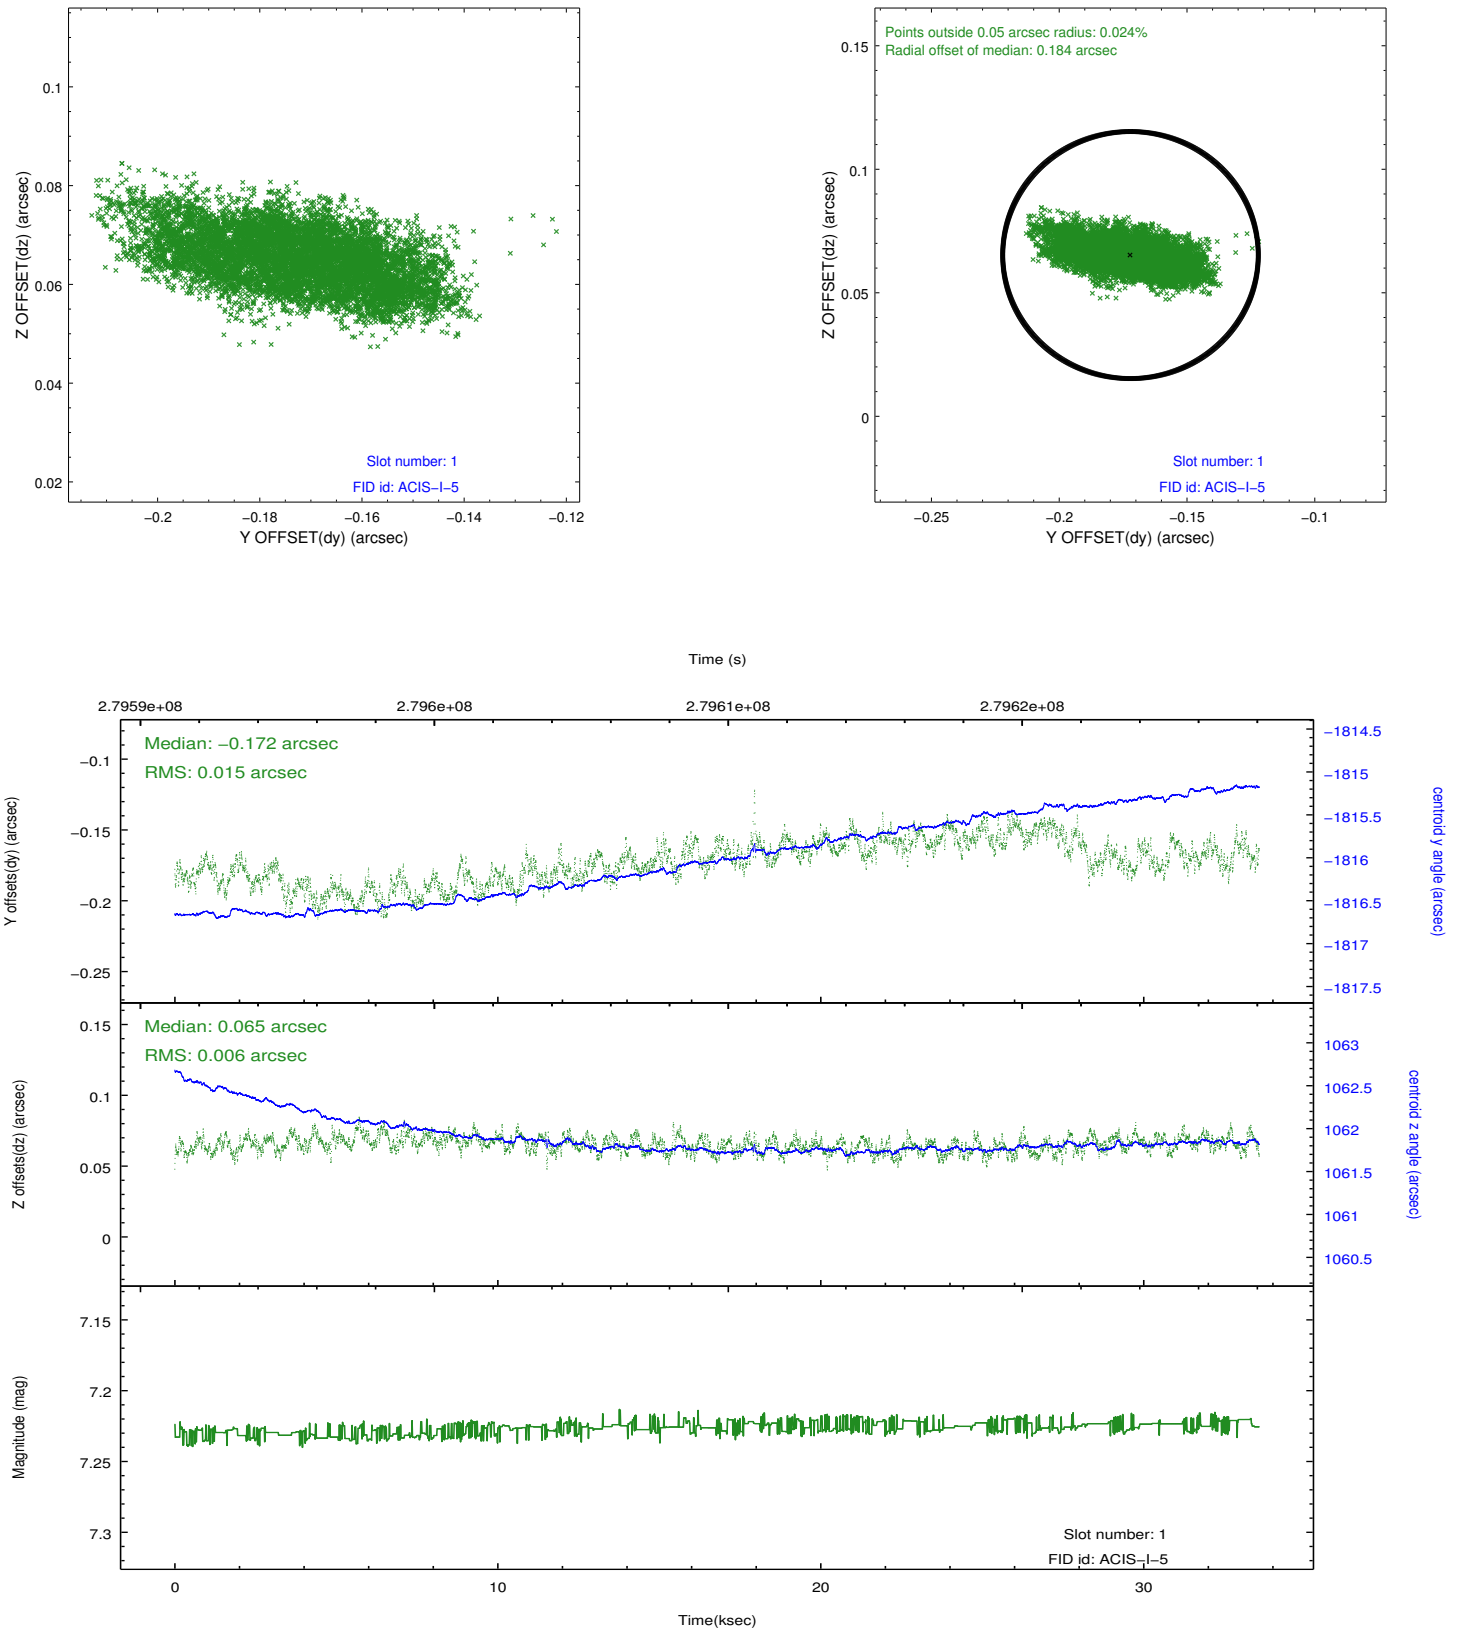 0.1
0.08
0.06
0.04
0.02
Z OFFSET(dz) (arcsec)
Slot number: 1
FID id: ACIS−I−5
−0.2
−0.18
−0.16
−0.14
−0.12
Y OFFSET(dy) (arcsec)
Points outside 0.05 arcsec radius: 0.024%
Radial offset of median: 0.184 arcsec
0.15
0.1
0.05
0
Z OFFSET(dz) (arcsec)
Slot number: 1
FID id: ACIS−I−5
−0.25
−0.2
−0.15
−0.1
Y OFFSET(dy) (arcsec)
Time (s)
2.7959e+08
2.796e+08
2.7961e+08
2.7962e+08
Median: −0.172 arcsec
RMS: 0.015 arcsec
−0.1
−0.15
−0.2
−0.25
Y offsets(dy) (arcsec)
−1814.5
−1815
−1815.5
−1816
−1816.5
−1817
−1817.5
centroid y angle (arcsec)
Median: 0.065 arcsec
RMS: 0.006 arcsec
0.15
0.1
0.05
0
Z offsets(dz) (arcsec)
1063
1062.5
1062
1061.5
1061
1060.5
centroid z angle (arcsec)
7.15
7.2
7.25
7.3
Magnitude (mag)
Slot number: 1
FID id: ACIS−I−5
0
10
20
30
Time(ksec)